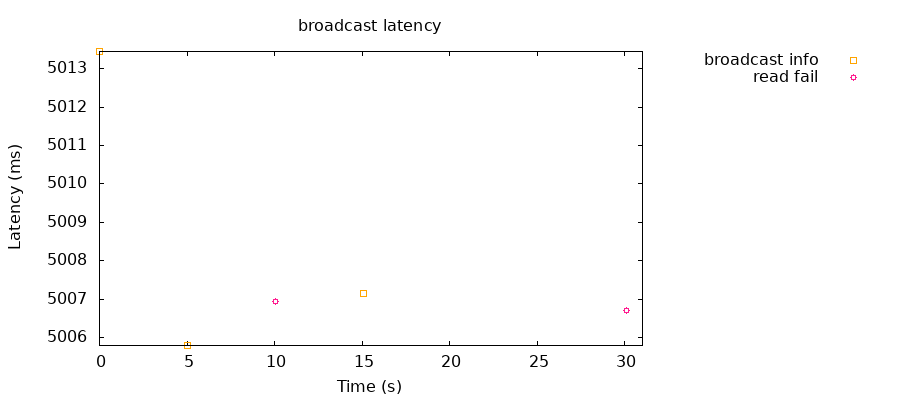 broadcast latency
broadcast info
read fail
Latency (ms)
5013
5012
5011
5010
5009
5008
5007
5006
0 5 10 15 20 25 30
Time (s)